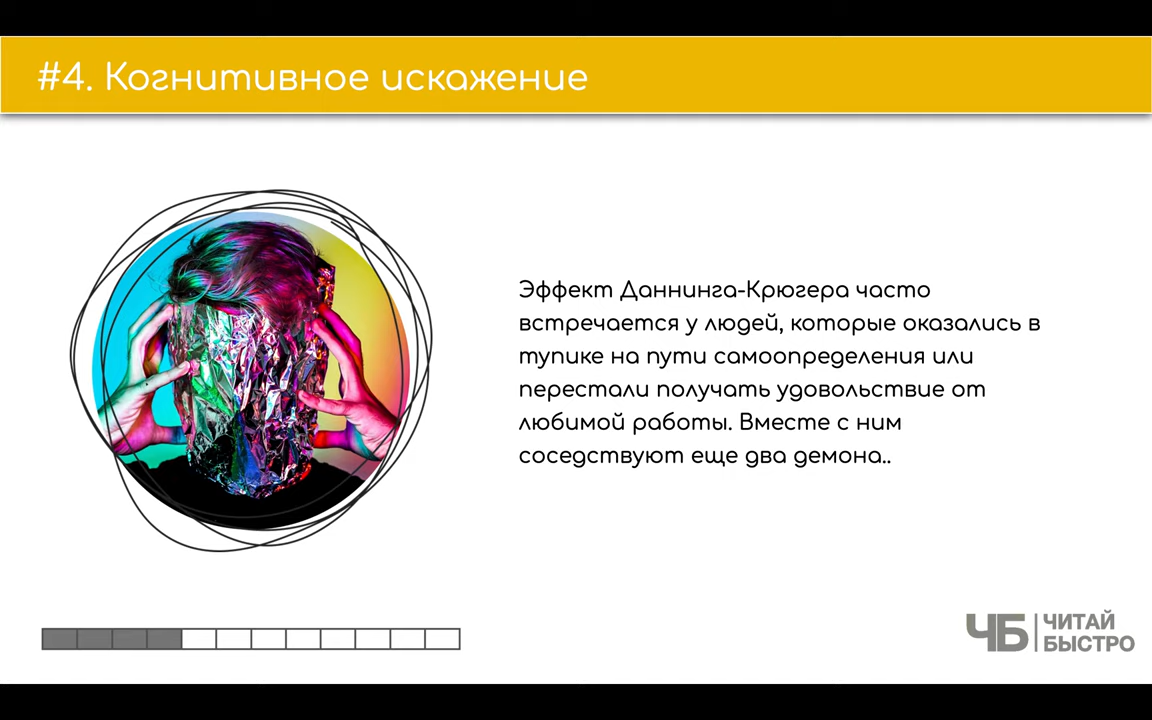 #4. Когнитивное искажение
Эффект Даннинга-Крюгера часто
встречается у людей, которые оказались в
тупике на пути самоопределения или
перестали получать удовольствие от
любимой работы. Вместе с ним
соседствуют еще два демона..
ЧБ
ЧИТАЙ
БЫСТРО